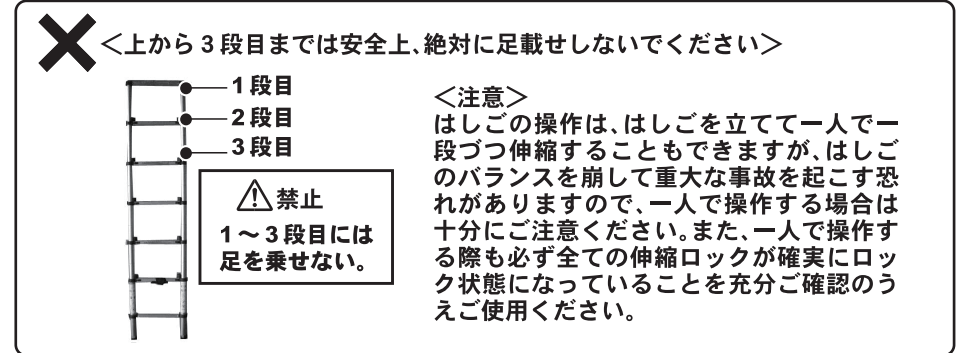 ＜上から３段目までは安全上、絶対に足載せしないでください＞
１段目
２段目
３段目
禁止
１～３段目には
足を乗せない。
＜注意＞
はしごの操作は、はしごを立てて一人で一
段づつ伸縮することもできますが、はしご
のバランスを崩して重大な事故を起こす恐
れがありますので、一人で操作する場合は
十分にご注意ください。また、一人で操作す
る際も必ず全ての伸縮ロックが確実にロッ
ク状態になっていることを充分ご確認のう
えご使用ください。